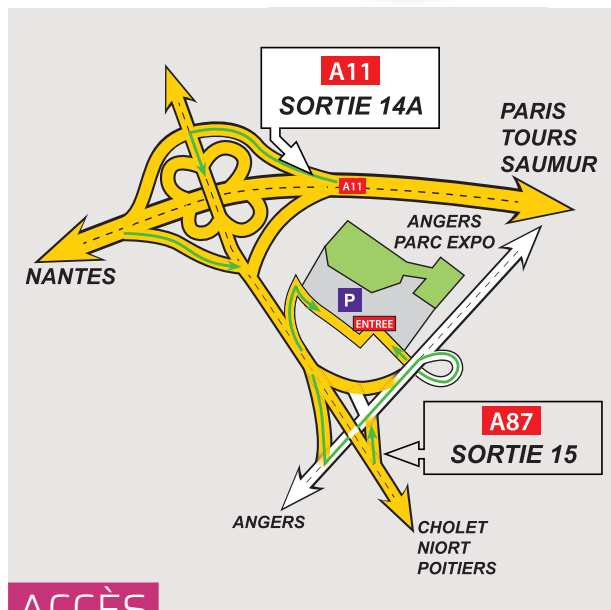 A11
SORTIE 14A
PARIS
TOURS
SAUMUR
A11
ANGERS
PARC EXPO
NANTES
P
ENTREE
A87
SORTIE 15
ANGERS
CHOLET
NIORT
POITIERS
ACCÈS